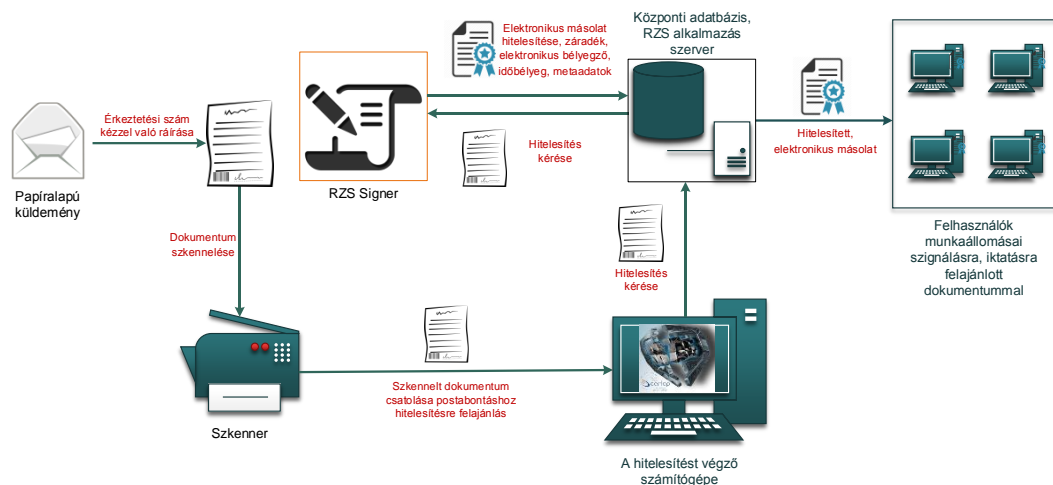 Papíralapú
küldemény
Érkeztetési szám
kézzel való ráírása
Dokumentum
szkennelése
Szkenner
Szkennelt dokumentum
csatolása postabontáshoz
hitelesítésre felajánlás
A hitelesítést végző
számítógépe
Hitelesítés
kérése
Központi adatbázis,
RZS alkalmazás
szerver
Hitelesítés
kérése
RZS Signer
Elektronikus másolat
hitelesítése, záradék,
elektronikus bélyegző,
időbélyeg, metaadatok
Hitelesített,
elektronikus másolat
Felhasználók
munkaállomásai
szignálásra, iktatásra
felajánlott
dokumentummal